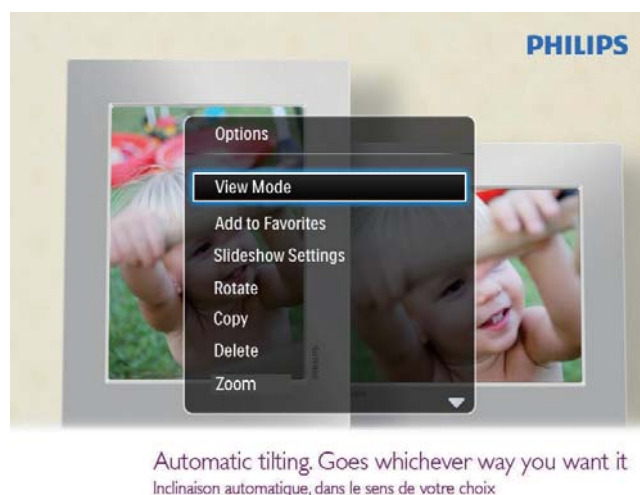 PHILIPS
Options
View Mode
Add to Favorites
Slideshow Settings
Rotate
Copy
Delete
Zoom
Automatic tilting. Goes whichever way you want it
Inclinaison automatique, dans le sens de votre choix